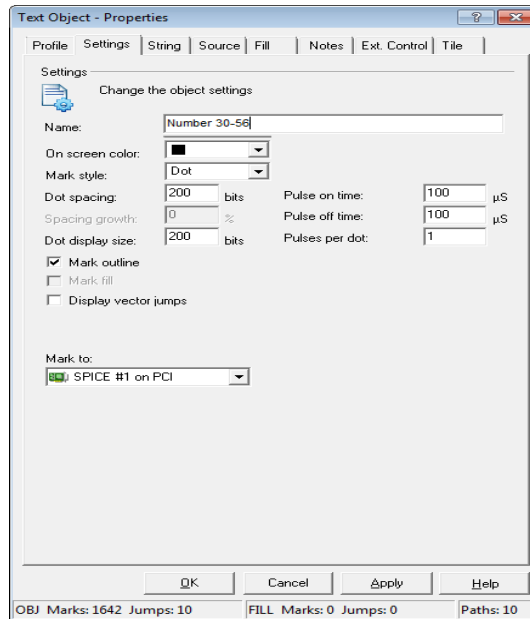 Text Object - Properties
Profile Settings String Source Fill Notes Ext. Control Tile
Settings
Change the object settings
Name: Number 30-56
On screen color:
Mark style: Dot
Dot spacing: 200 bits Pulse on time: 100 µS
Spacing growth: 0 % Pulse off time: 100 µS
Dot display size: 200 bits Pulses per dot: 1
Mark outline
Mark fill
Display vector jumps
Mark to:
SPICE #1 on PCI
OK Cancel Apply Help
OBJ Marks: 1642 Jumps: 10 FILL Marks: 0 Jumps: 0 Paths: 10